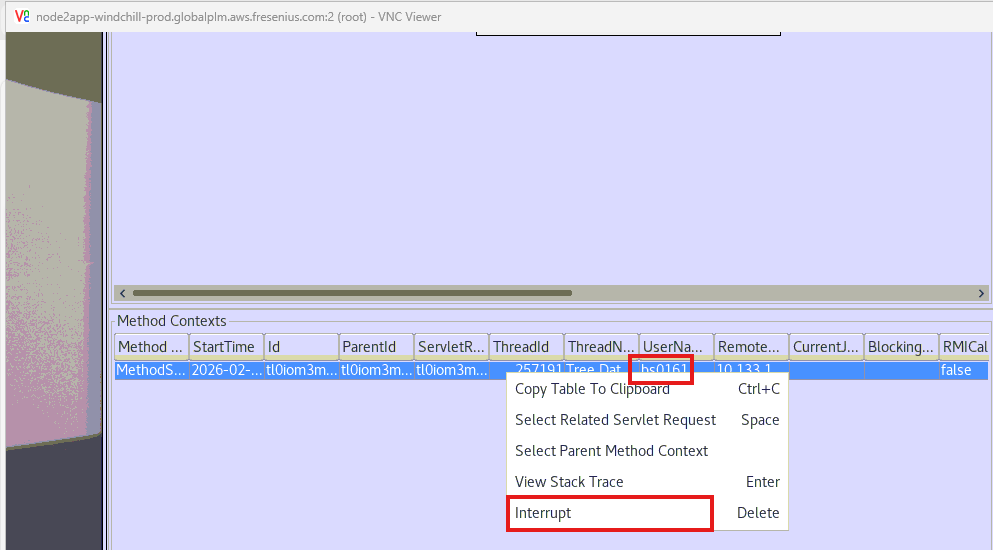 node2app-windchill-prod.globalplm.aws.fresenius.com:2 (root) - VNC Viewer
Method Contexts
Method ... StartTime Id ParentId ServletR... ThreadId ThreadN... UserNa... Remote... CurrentJ... Blocking... RMICal
MethodS... 2026-02-... tl0iom3m... tl0iom3m... tl0iom3m... 257191 Tree Dat bs0161 10.133.1 false
Copy Table To Clipboard Ctrl+C
Select Related Servlet Request Space
Select Parent Method Context
View Stack Trace Enter
Interrupt Delete